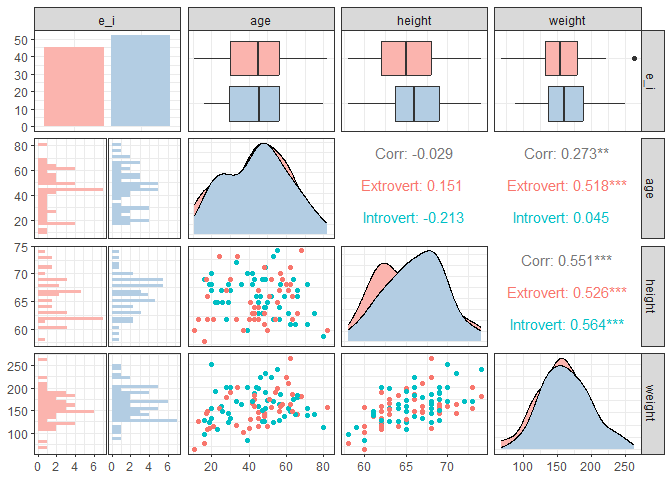 e_i age height weight
50
40
30
20
10
0
e_i
80
60
40
20
Corr: -0.029
Extrovert: 0.151
Introvert: -0.213
Corr: 0.273**
Extrovert: 0.518***
Introvert: 0.045
age
75
70
65
60
Corr: 0.551***
Extrovert: 0.526***
Introvert: 0.564***
height
250
200
150
100
weight
0 2 4 6 0 2 4 6 20 40 60 80 60 65 70 100 150 200 250